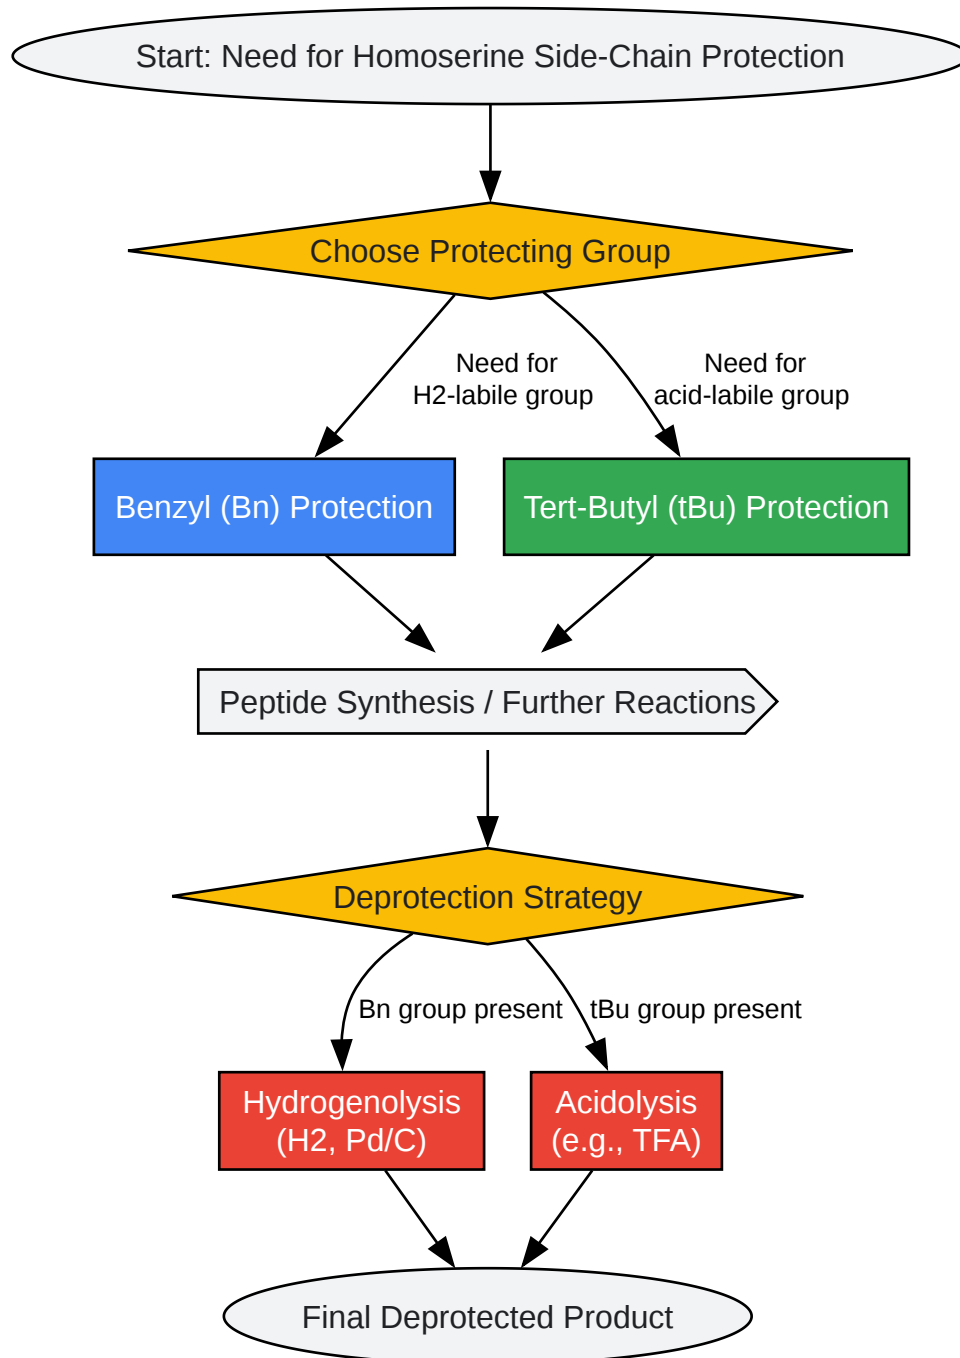 Start: Need for Homoserine Side-Chain Protection
Choose Protecting Group
Need for
H2-labile group
Need for
acid-labile group
Benzyl (Bn) Protection
Tert-Butyl (tBu) Protection
Peptide Synthesis / Further Reactions
Deprotection Strategy
Bn group present
tBu group present
Hydrogenolysis
(H2, Pd/C)
Acidolysis
(e.g., TFA)
Final Deprotected Product